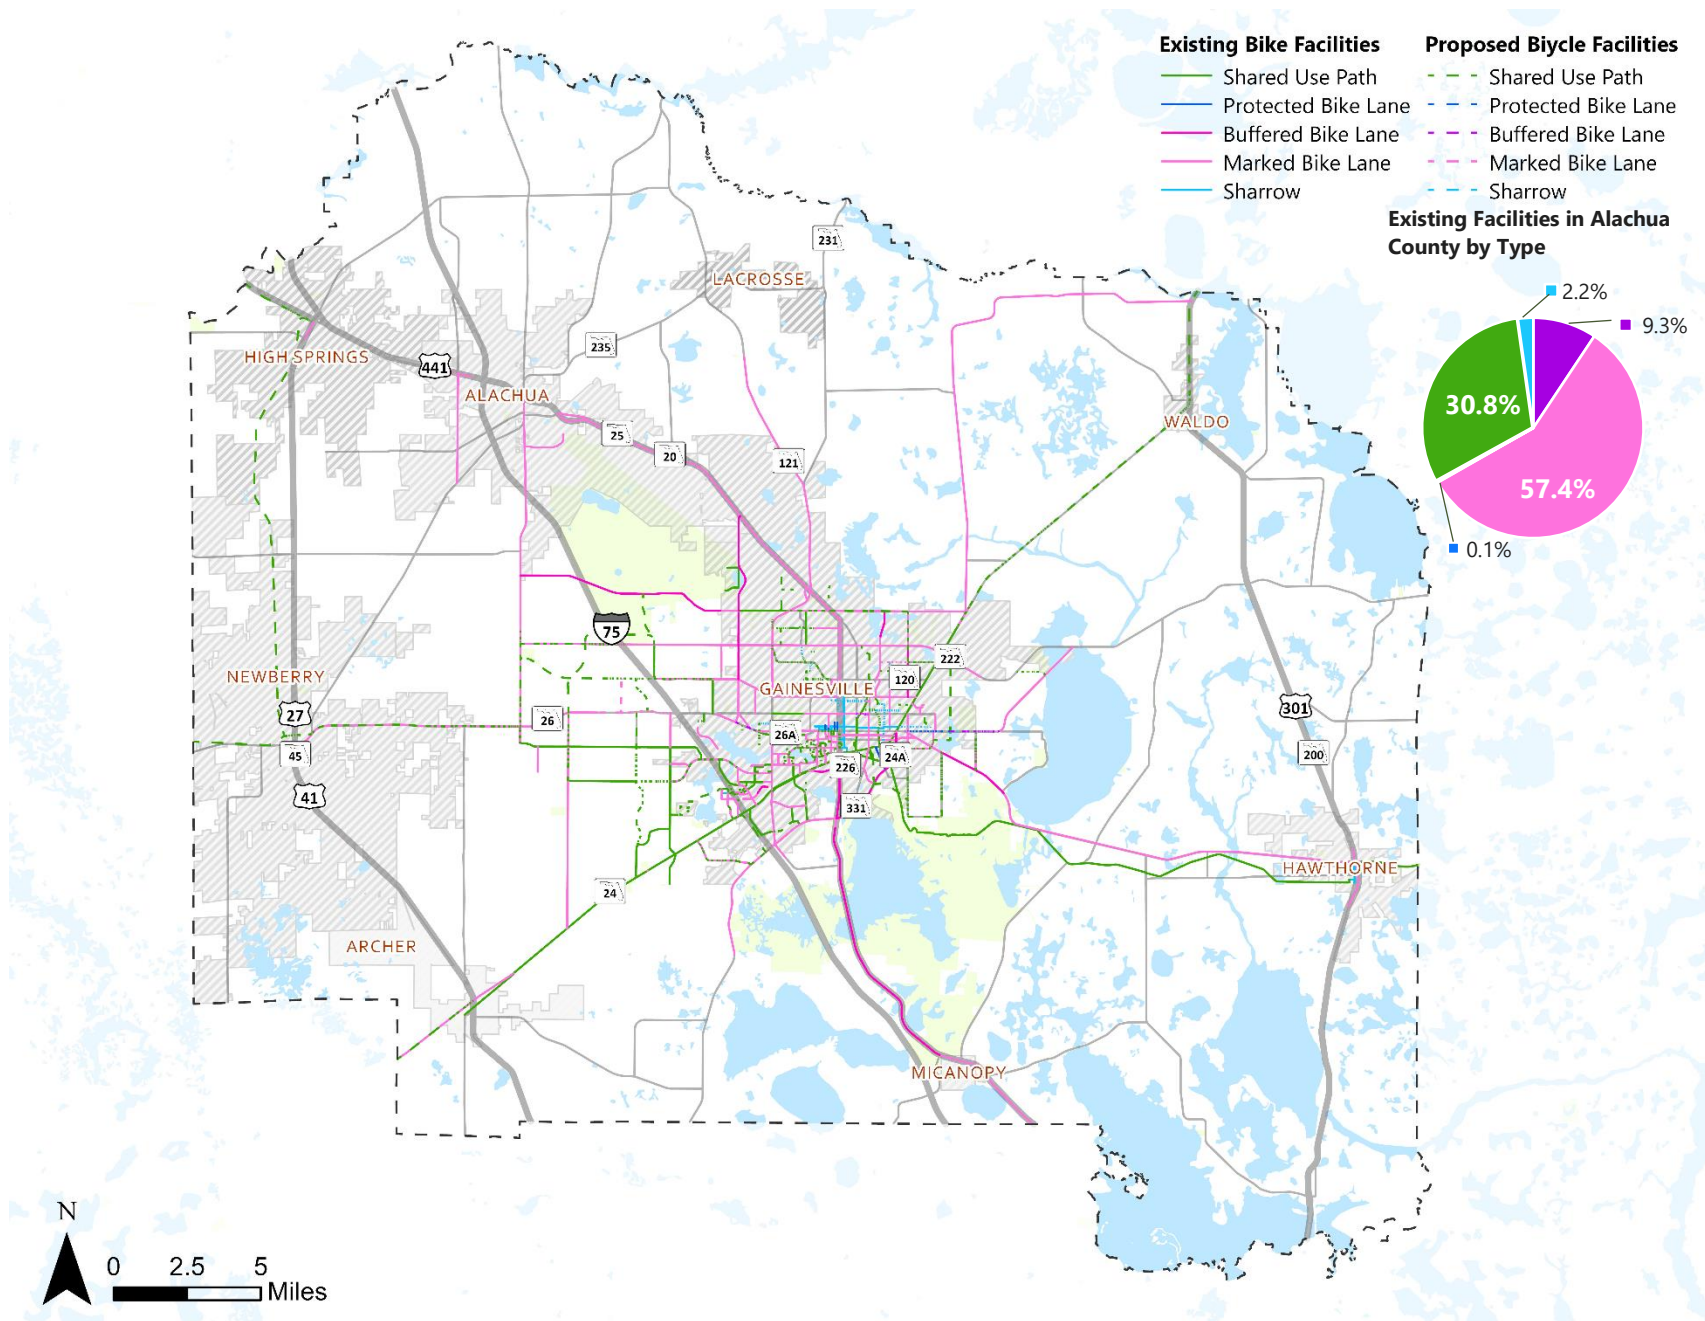 Existing Bike Facilities
Shared Use Path
Protected Bike Lane
Buffered Bike Lane
Marked Bike Lane
Sharrow
Proposed Biycle Facilities
Shared Use Path
Protected Bike Lane
Buffered Bike Lane
Marked Bike Lane
Sharrow
Existing Facilities in Alachua
County by Type
2.2%
9.3%
30.8%
57.4%
0.1%
231
LACROSSE
HIGH SPRINGS
235
441
ALACHUA
WALDO
25
20
121
75
222
NEWBERRY
120
GAINESVILLE
27
26
301
26A
45
24A
200
226
41
331
HAWTHORNE
24
ARCHER
MICANOPY
N
0 2.5 5
Miles